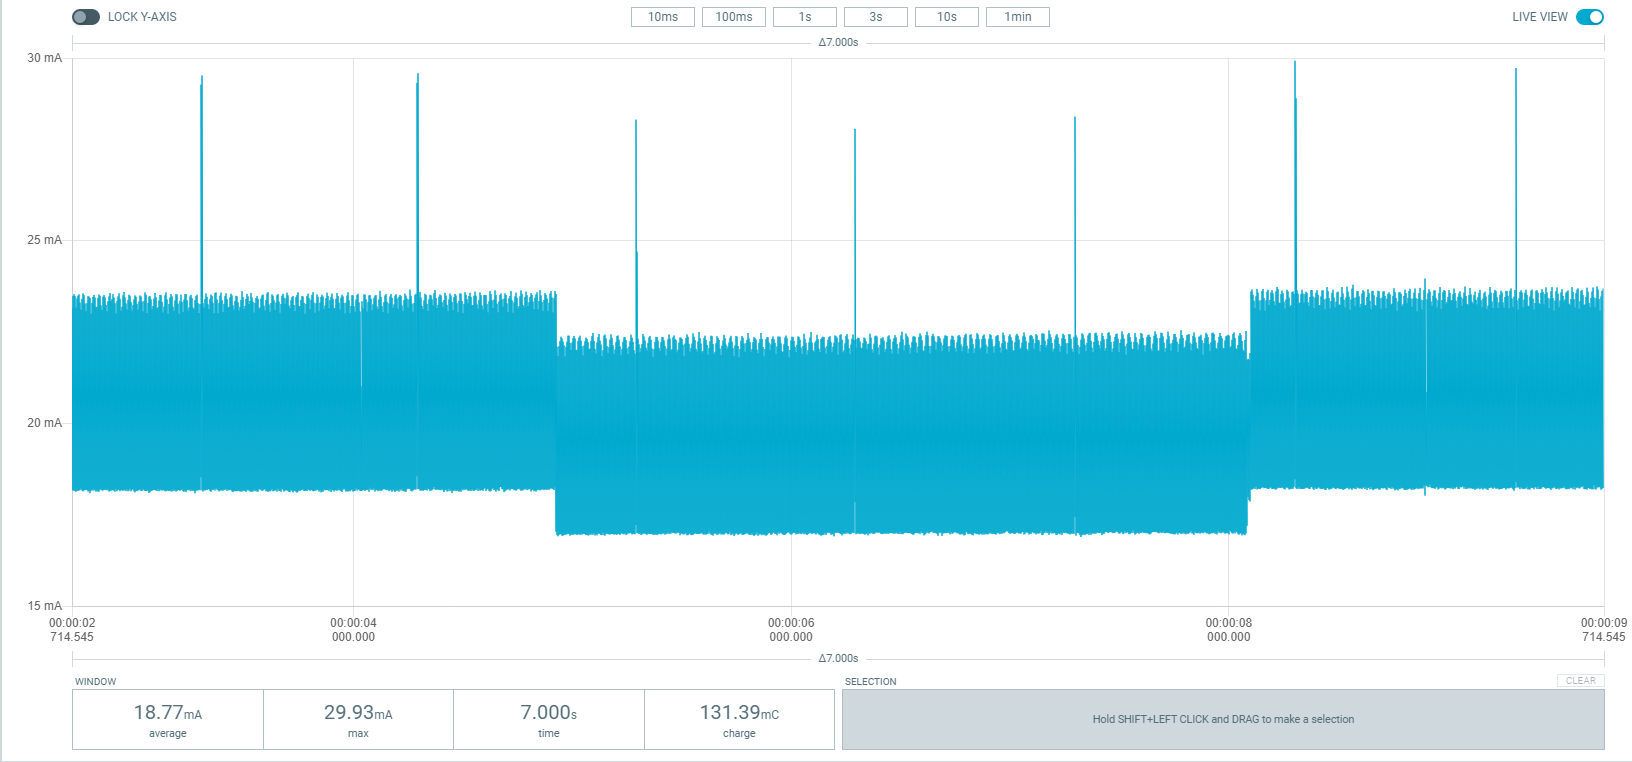 LOCK Y-AXIS 10ms 100ms 1s 3s 10s 1min LIVE VIEW
Δ7.000s
30 mA
25 mA
20 mA
15 mA
00:00:02 00:00:04 00:00:06 00:00:08 00:00:09
714.545 000.000 000.000 000.000 714.545
Δ7.000s
WINDOW SELECTION CLEAR
18.77mA 29.93mA 7.000s 131.39mC
average max time charge
Hold SHIFT+LEFT CLICK and DRAG to make a selection